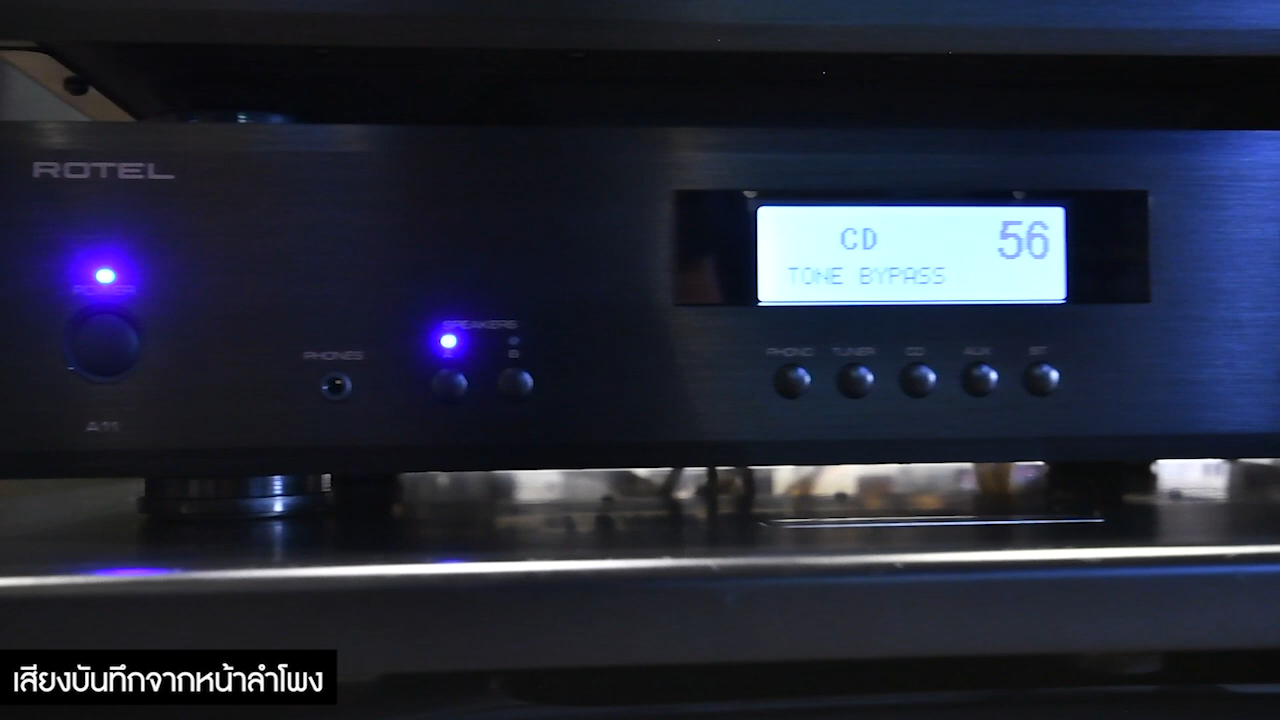 ROTEL
CD 56
TONE BYPASS
POWER
SPEAKERS
A B
PHONES
PHONO TUNER CD AUX BT
A11
เสียงบันทึกจากหน้าลำโพง